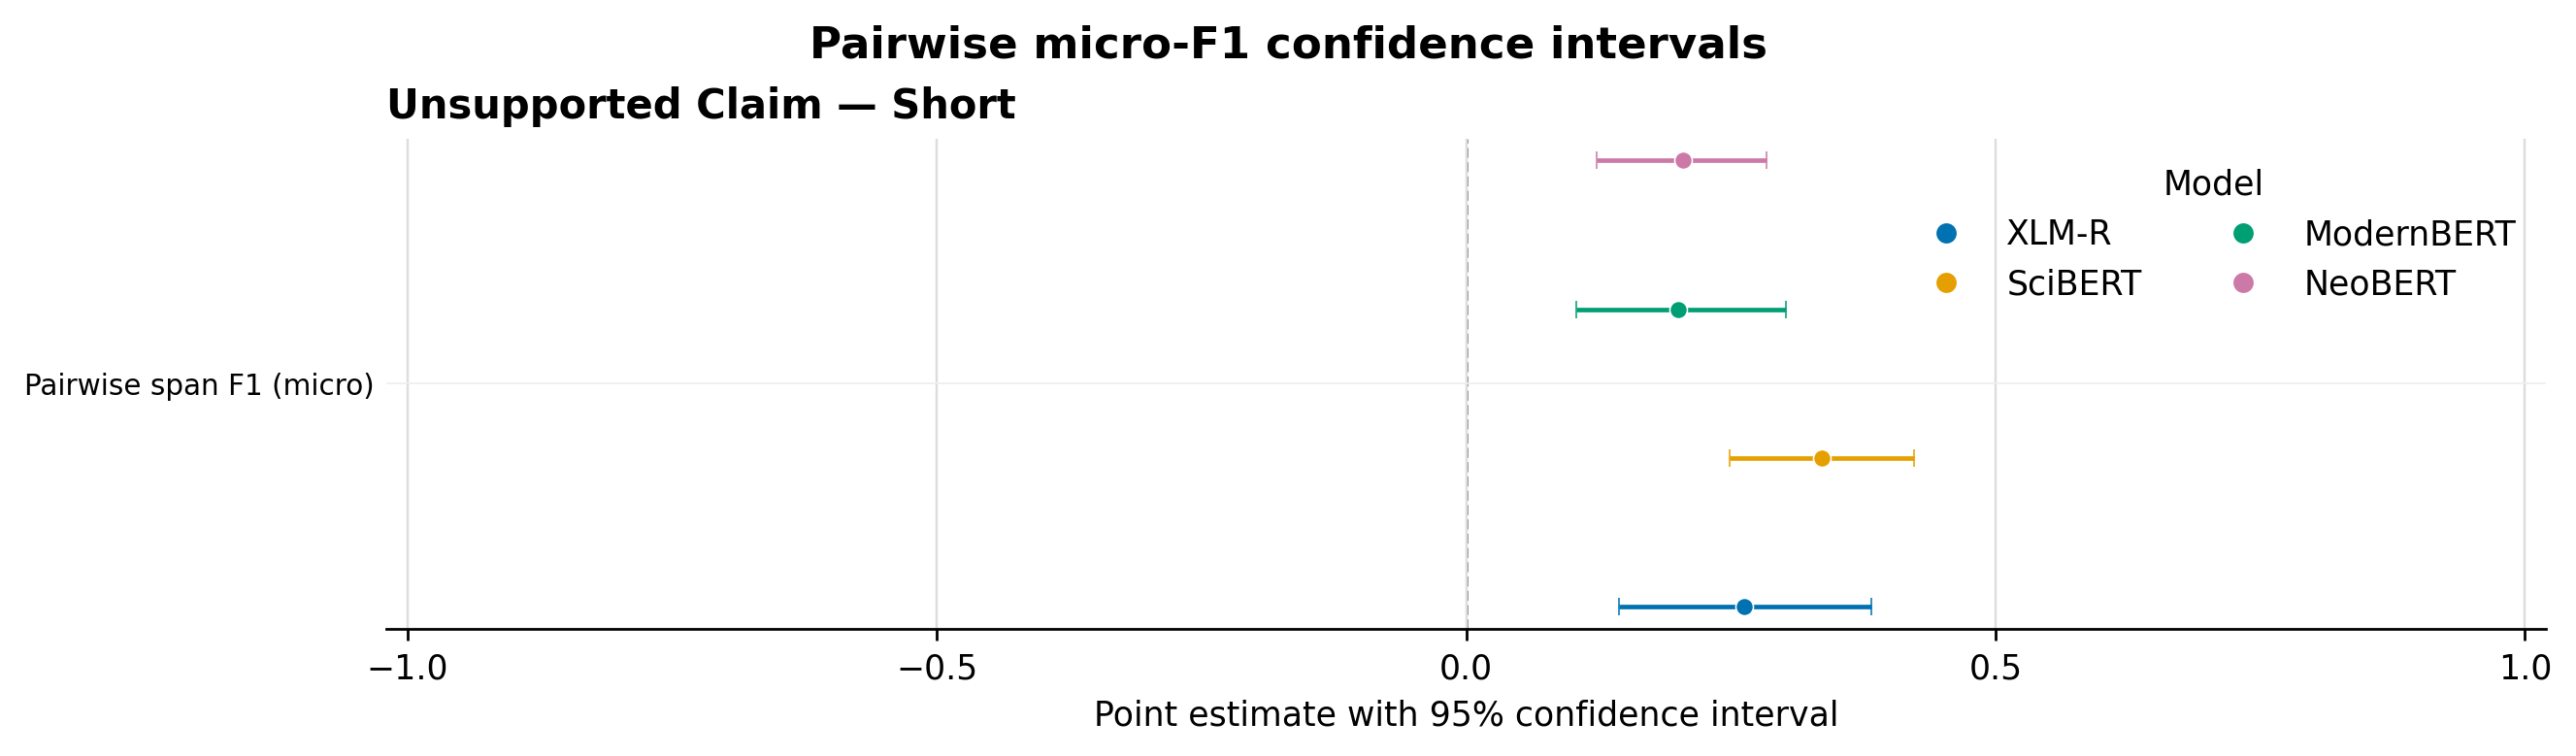 Pairwise micro-F1 confidence intervals
Unsupported Claim — Short
Model
XLM-R
SciBERT
ModernBERT
NeoBERT
Pairwise span F1 (micro)
−1.0 −0.5 0.0 0.5 1.0
Point estimate with 95% confidence interval